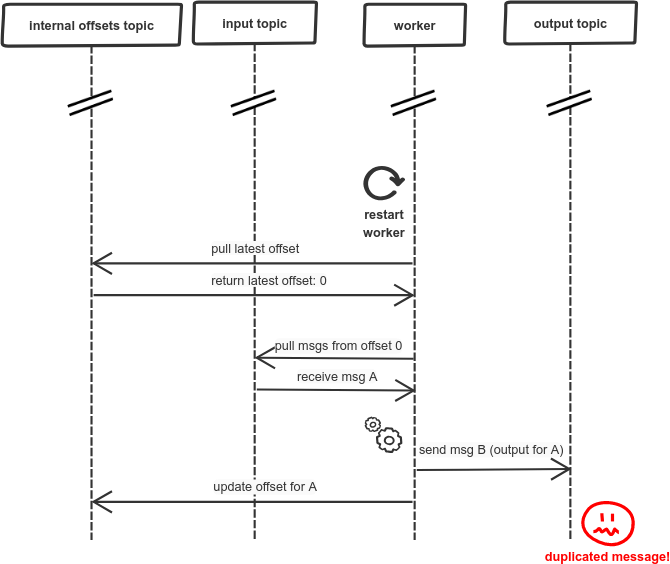 internal offsets topic
input topic
worker
output topic
restart
worker
pull latest offset
return latest offset: 0
pull msgs from offset 0
receive msg A
send msg B (output for A)
update offset for A
duplicated message!